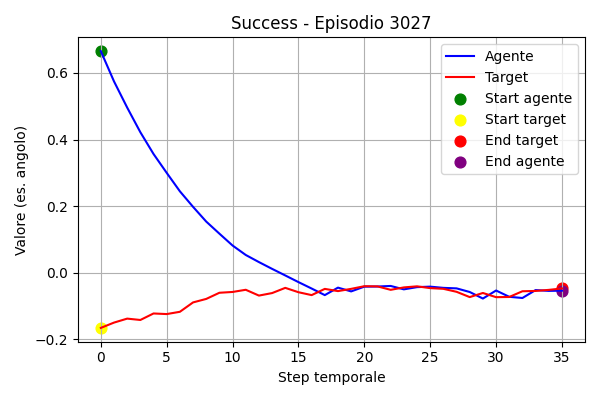 Success - Episodio 3027
Valore (es. angolo)
0.6
0.4
0.2
0.0
−0.2
Agente
Target
Start agente
Start target
End target
End agente
0 5 10 15 20 25 30 35
Step temporale